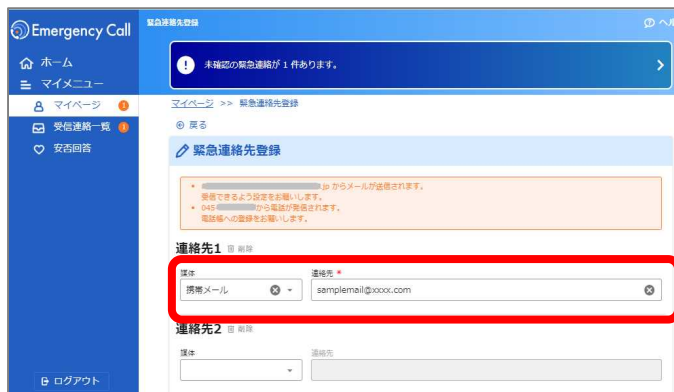 Emergency Call
緊急連絡先登録
ヘル
未確認の緊急連絡が 1 件あります。
ホーム
マイメニュー
マイページ 1
受信連絡一覧 1
安否回答
マイページ >> 緊急連絡先登録
戻る
緊急連絡先登録
.jp からメールが送信されます。
受信できるよう設定をお願いします。
045 から電話が発信されます。
電話帳への登録をお願いします。
連絡先1 削除
媒体 連絡先 *
携帯メール samplemail@xxxx.com
連絡先2 削除
媒体 連絡先
ログアウト